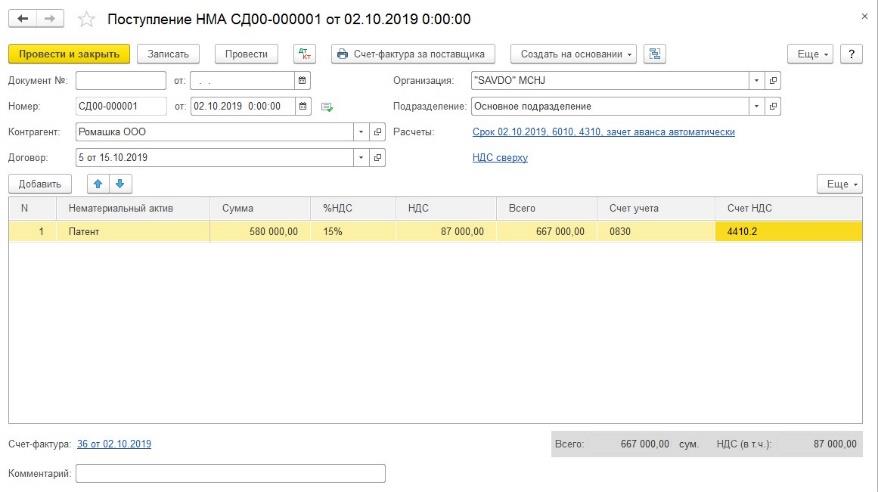 Поступление НМА СД00-000001 от 02.10.2019 0:00:00
Провести и закрыть Записать Провести Дт Кт Счет-фактура за поставщика Создать на основании Еще ?
Документ №: от: . . Организация: "SAVDO" MCHJ
Номер: СД00-000001 от: 02.10.2019 0:00:00 Подразделение: Основное подразделение
Контрагент: Ромашка ООО Расчеты: Срок 02.10.2019, 6010, 4310, зачет аванса автоматически
Договор: 5 от 15.10.2019 НДС сверху
Добавить Еще
N Нематериальный актив Сумма %НДС НДС Всего Счет учета Счет НДС
1 Патент 580 000,00 15% 87 000,00 667 000,00 0830 4410.2
Счет-фактура: 36 от 02.10.2019 Всего: 667 000,00 сум. НДС (в т.ч.): 87 000,00
Комментарий: